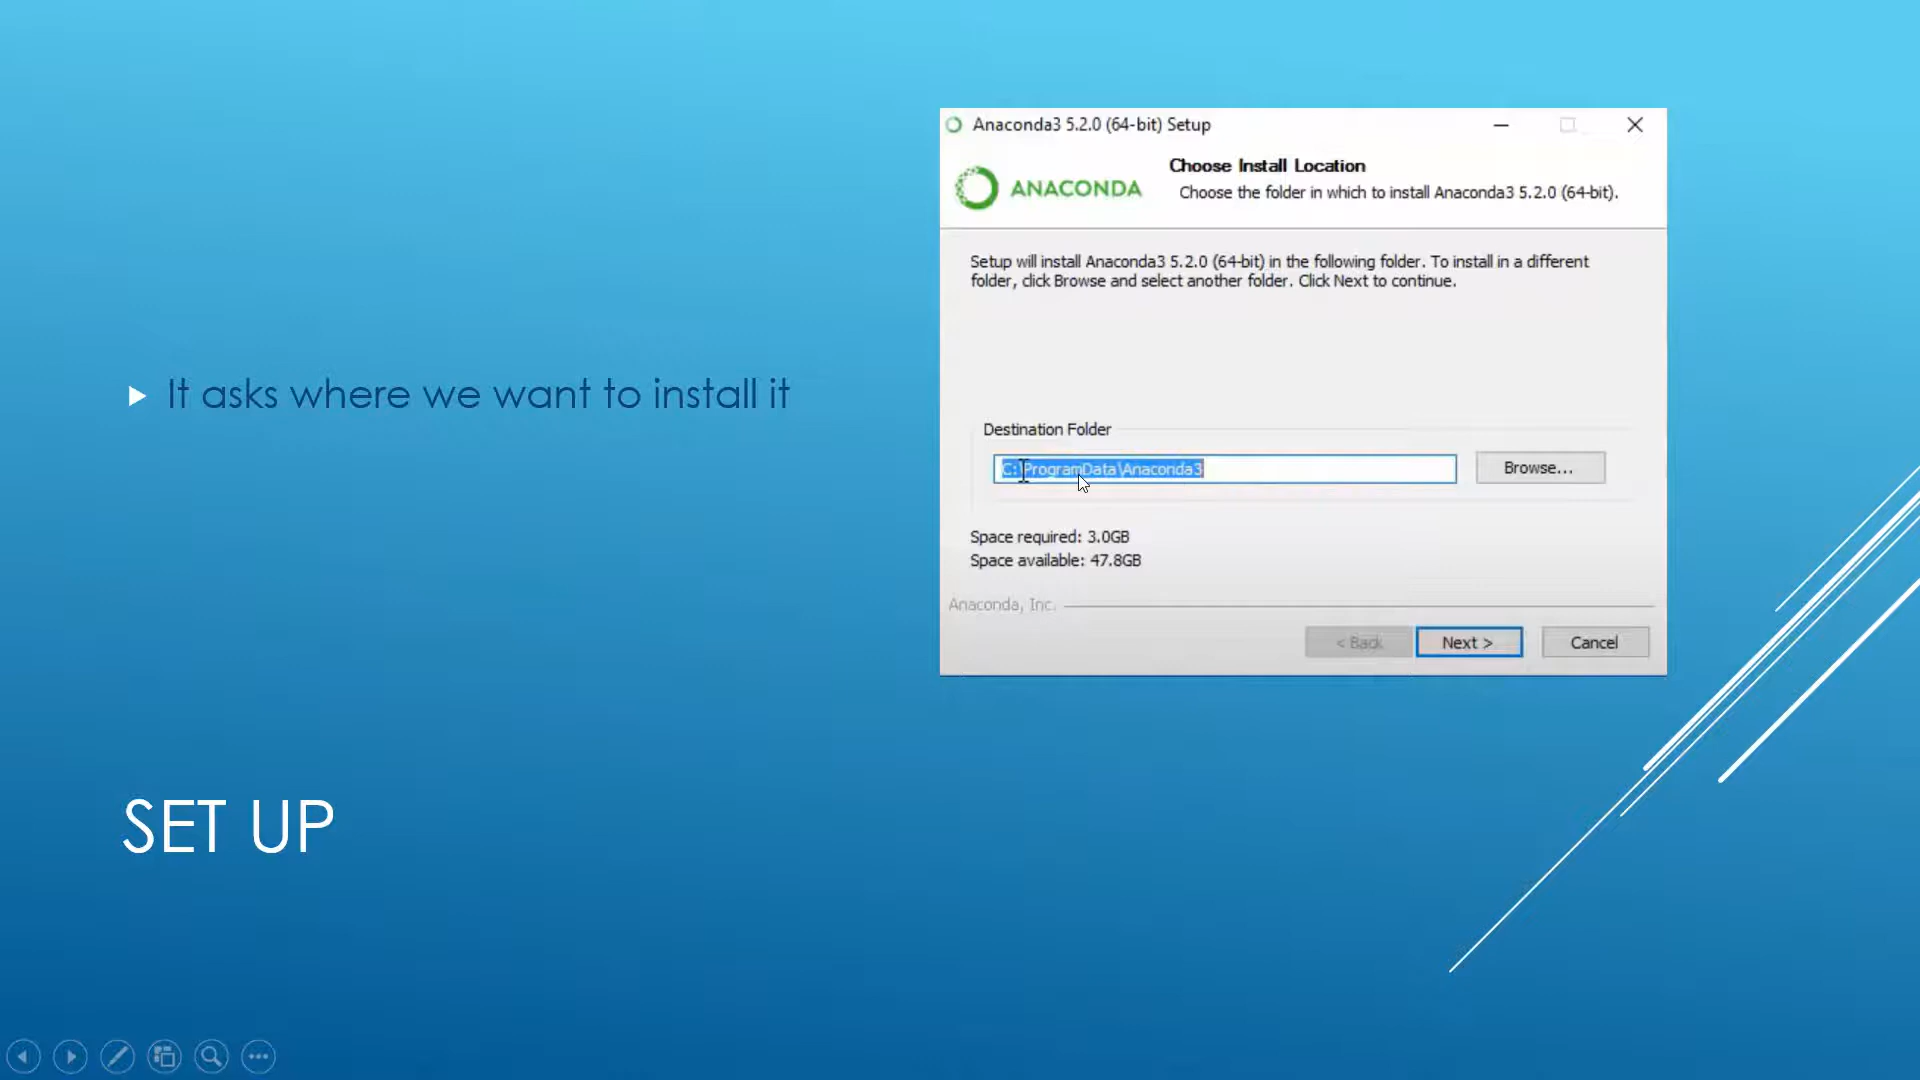 It asks where we want to install it
SET UP
Anaconda3 5.2.0 (64-bit) Setup
ANACONDA
Choose Install Location
Choose the folder in which to install Anaconda3 5.2.0 (64-bit).
Setup will install Anaconda3 5.2.0 (64-bit) in the following folder. To install in a different
folder, click Browse and select another folder. Click Next to continue.
Destination Folder
C:\ProgramData\Anaconda3
Browse...
Space required: 3.0GB
Space available: 47.8GB
Anaconda, Inc.
< Back
Next >
Cancel